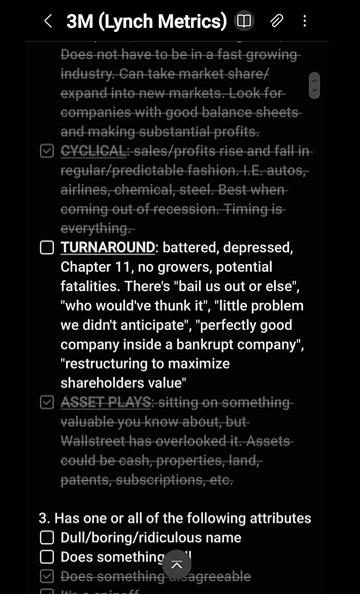 3M (Lynch Metrics)
Does not have to be in a fast growing
industry. Can take market share/
expand into new markets. Look for
companies with good balance sheets
and making substantial profits.
CYCLICAL: sales/profits rise and fall in
regular/predictable fashion. I.E. autos,
airlines, chemical, steel. Best when
coming out of recession. Timing is
everything.
TURNAROUND: battered, depressed,
Chapter 11, no growers, potential
fatalities. There's "bail us out or else",
"who would've thunk it", "little problem
we didn't anticipate", "perfectly good
company inside a bankrupt company",
"restructuring to maximize
shareholders value"
ASSET PLAYS: sitting on something
valuable you know about, but
Wallstreet has overlooked it. Assets
could be cash, properties, land,
patents, subscriptions, etc.
3. Has one or all of the following attributes
Dull/boring/ridiculous name
Does something
Does something disagreeable
It's a spinoff